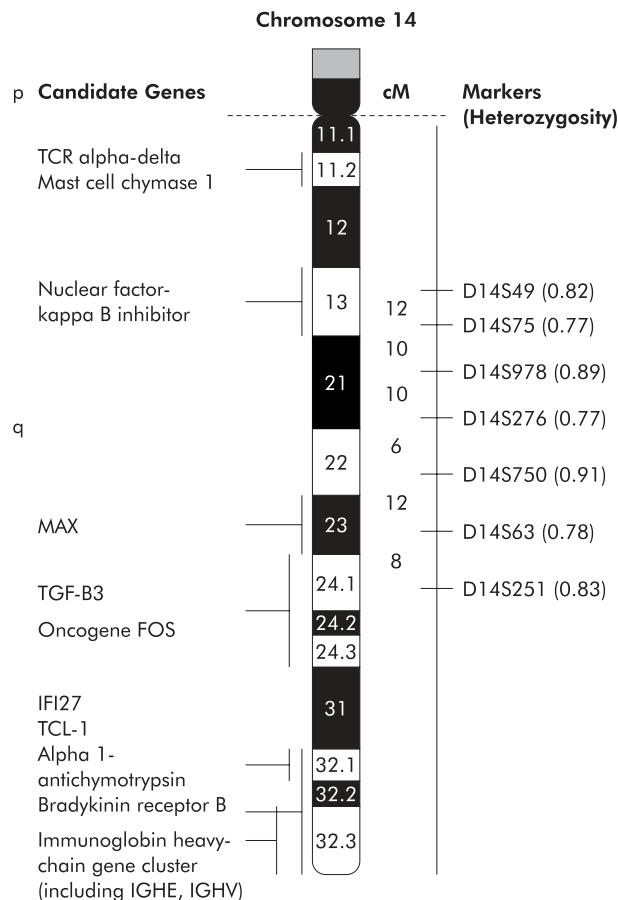 Chromosome 14
p
Candidate Genes
cM
Markers
(Heterozygosity)
11.1
TCR alpha-delta
Mast cell chymase 1
11.2
12
Nuclear factor-
kappa B inhibitor
13
D14S49 (0.82)
12
D14S75 (0.77)
10
D14S978 (0.89)
21
10
D14S276 (0.77)
q
6
22
D14S750 (0.91)
12
MAX
23
D14S63 (0.78)
8
24.1
D14S251 (0.83)
TGF-B3
24.2
Oncogene FOS
24.3
IFI27
31
TCL-1
Alpha 1-
antichymotrypsin
32.1
Bradykinin receptor B
32.2
Immunoglobin heavy-
chain gene cluster
(including IGHE, IGHV)
32.3